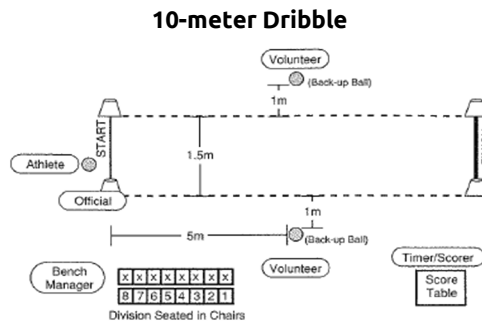 10-meter Dribble
Volunteer
(Back-up Ball)
1m
START
1.5m
Athlete
Official
1m
5m
(Back-up Ball)
Volunteer
Timer/Scorer
Bench
Manager
x x x x x x x x
8 7 6 5 4 3 2 1
Score
Table
Division Seated in Chairs